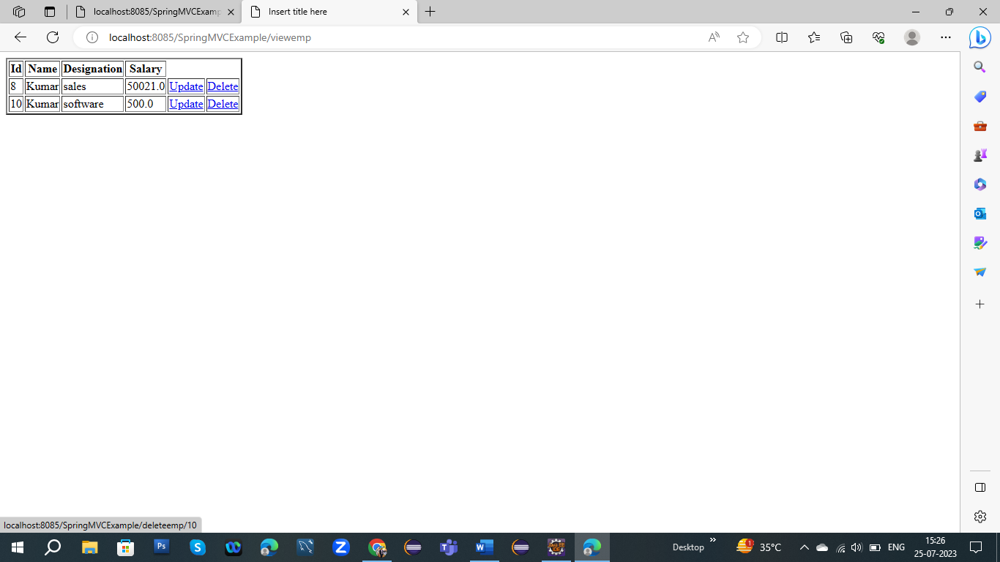 localhost:8085/SpringMVCExamp
Insert title here
localhost:8085/SpringMVCExample/viewemp
Id Name Designation Salary
8 Kumar sales 50021.0 Update Delete
10 Kumar software 500.0 Update Delete
localhost:8085/SpringMVCExample/deleteemp/10
Ps
Desktop
1
35°C
ENG
15:26
25-07-2023